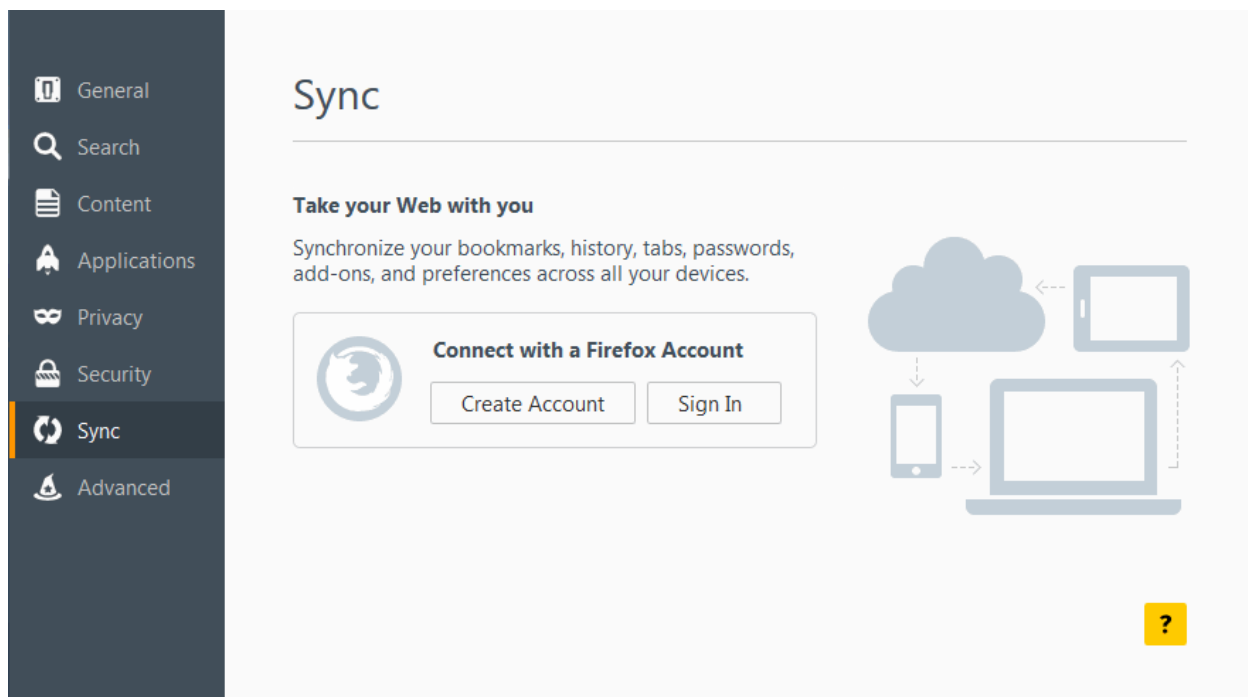 General
Search
Content
Applications
Privacy
Security
Sync
Advanced
Sync
Take your Web with you
Synchronize your bookmarks, history, tabs, passwords,
add-ons, and preferences across all your devices.
Connect with a Firefox Account
Create Account
Sign In
?